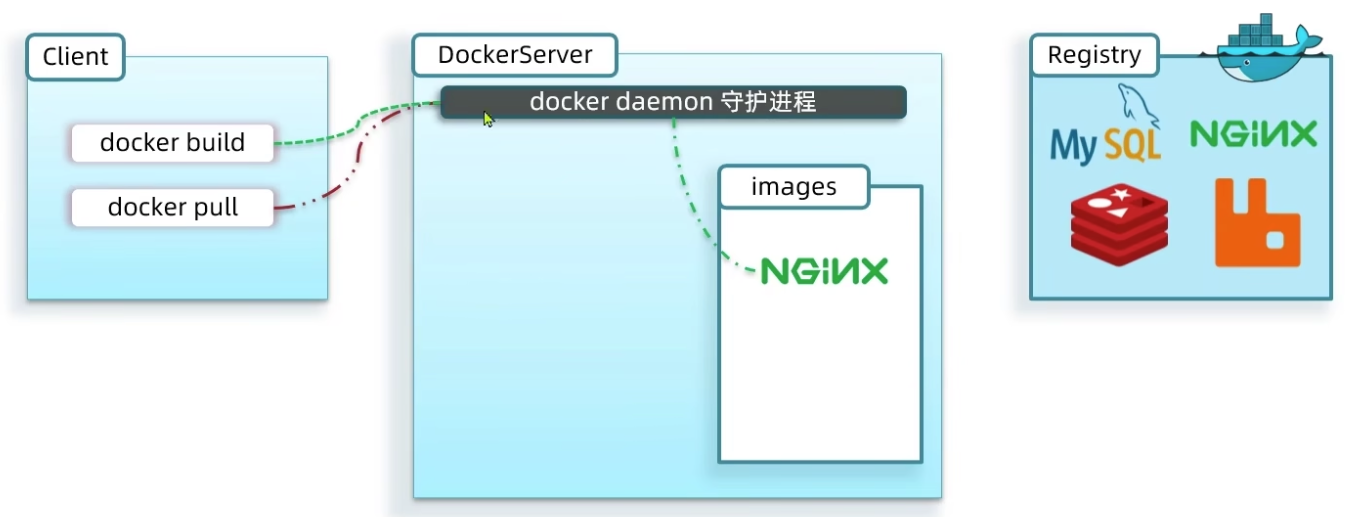 Client
docker build
docker pull
DockerServer
docker daemon 守护进程
images
NGINX
Registry
MySQL
NGINX